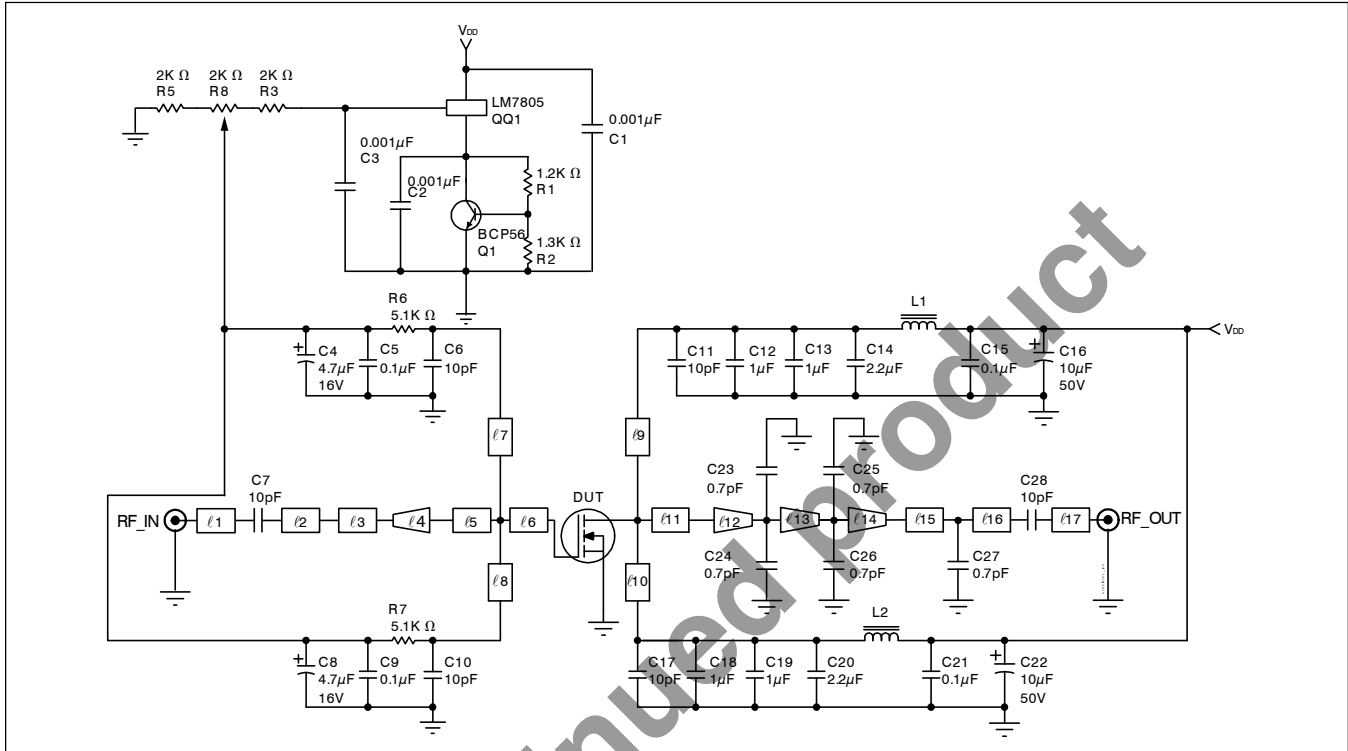 VDD
2K Ω
R5
2K Ω
R8
2K Ω
R3
LM7805
QQ1
0.001µF
C3
0.001µF
C2
0.001µF
C1
1.2K Ω
R1
BCP56
Q1
1.3K Ω
R2
R6
5.1K Ω
C4
4.7µF
16V
C5
0.1µF
C6
10pF
L1
VDD
C11
10pF
C12
1µF
C13
1µF
C14
2.2µF
C15
0.1µF
C16
10µF
50V
ℓ7
ℓ9
C23
0.7pF
C25
0.7pF
RF_IN
ℓ1
C7
10pF
ℓ2
ℓ3
ℓ4
ℓ5
ℓ6
DUT
ℓ11
ℓ12
ℓ13
ℓ14
ℓ15
ℓ16
C28
10pF
ℓ17
RF_OUT
C24
0.7pF
C26
0.7pF
C27
0.7pF
ℓ8
ℓ10
R7
5.1K Ω
C8
4.7µF
16V
C9
0.1µF
C10
10pF
L2
C17
10pF
C18
1µF
C19
1µF
C20
2.2µF
C21
0.1µF
C22
10µF
50V
nued product